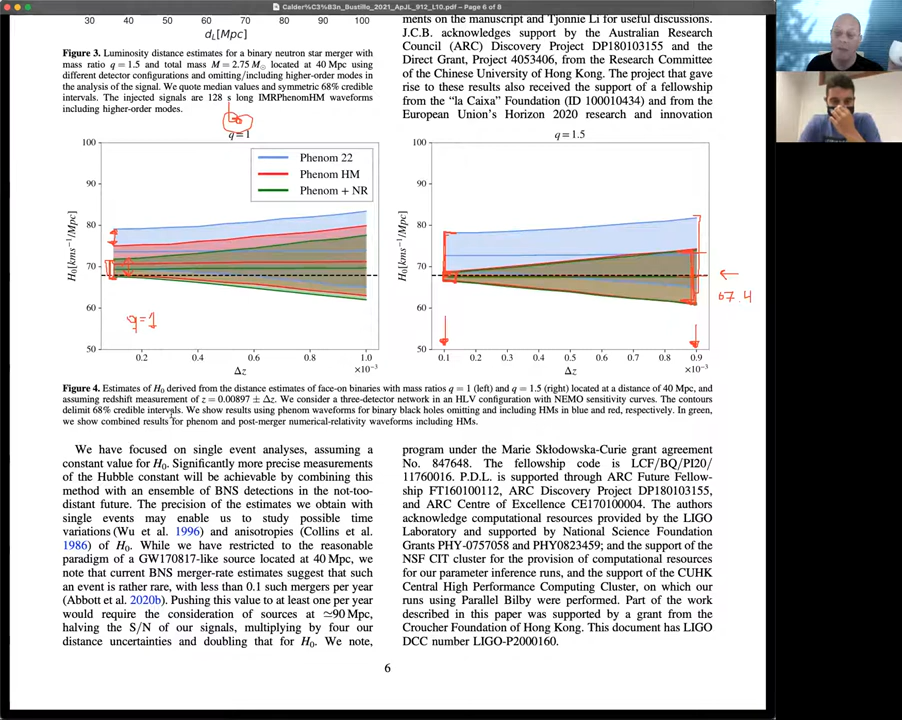 Calder%C3%B3n_Bustillo_2021_ApJL_912_L10.pdf – Page 6 of 8
40 50 60 70 80 90 100
d_L[Mpc]
Figure 3. Luminosity distance estimates for a binary neutron star merger with
mass ratio q = 1.5 and total mass M = 2.75 M☉ located at 40 Mpc using
different detector configurations and omitting/including higher-order modes in
the analysis of the signal. We quote median values and symmetric 68% credible
intervals. The injected signals are 128 s long IMRPhenomHM waveforms
including higher-order modes.
ments on the manuscript and Tjonnie Li for useful discussions.
J.C.B. acknowledges support by the Australian Research
Council (ARC) Discovery Project DP180103155 and the
Direct Grant, Project 4053406, from the Research Committee
of the Chinese University of Hong Kong. The project that gave
rise to these results also received the support of a fellowship
from the “la Caixa” Foundation (ID 100010434) and from the
European Union’s Horizon 2020 research and innovation
q = 1
100
90
80
70
60
50
H₀[kms⁻¹/Mpc]
Phenom 22
Phenom HM
Phenom + NR
q=1
0.2 0.4 0.6 0.8 1.0
Δz
×10⁻³
q = 1.5
100
90
80
70
60
50
H₀[kms⁻¹/Mpc]
67.4
0.1 0.2 0.3 0.4 0.5 0.6 0.7 0.8 0.9
Δz
×10⁻³
Figure 4. Estimates of H₀ derived from the distance estimates of face-on binaries with mass ratios q = 1 (left) and q = 1.5 (right) located at a distance of 40 Mpc, and
assuming redshift measurement of z = 0.00897 ± Δz. We consider a three-detector network in an HLV configuration with NEMO sensitivity curves. The contours
delimit 68% credible intervals. We show results using phenom waveforms for binary black holes omitting and including HMs in blue and red, respectively. In green,
we show combined results for phenom and post-merger numerical-relativity waveforms including HMs.
We have focused on single event analyses, assuming a
constant value for H₀. Significantly more precise measurements
of the Hubble constant will be achievable by combining this
method with an ensemble of BNS detections in the not-too-
distant future. The precision of the estimates we obtain with
single events may enable us to study possible time
variations (Wu et al. 1996) and anisotropies (Collins et al.
1986) of H₀. While we have restricted to the reasonable
paradigm of a GW170817-like source located at 40 Mpc, we
note that current BNS merger-rate estimates suggest that such
an event is rather rare, with less than 0.1 such mergers per year
(Abbott et al. 2020b). Pushing this value to at least one per year
would require the consideration of sources at ≃90 Mpc,
halving the S/N of our signals, multiplying by four our
distance uncertainties and doubling that for H₀. We note,
program under the Marie Skłodowska-Curie grant agreement
No. 847648. The fellowship code is LCF/BQ/PI20/
11760016. P.D.L. is supported through ARC Future Fellow-
ship FT160100112, ARC Discovery Project DP180103155,
and ARC Centre of Excellence CE170100004. The authors
acknowledge computational resources provided by the LIGO
Laboratory and supported by National Science Foundation
Grants PHY-0757058 and PHY0823459; and the support of the
NSF CIT cluster for the provision of computational resources
for our parameter inference runs, and the support of the CUHK
Central High Performance Computing Cluster, on which our
runs using Parallel Bilby were performed. Part of the work
described in this paper was supported by a grant from the
Croucher Foundation of Hong Kong. This document has LIGO
DCC number LIGO-P2000160.
6